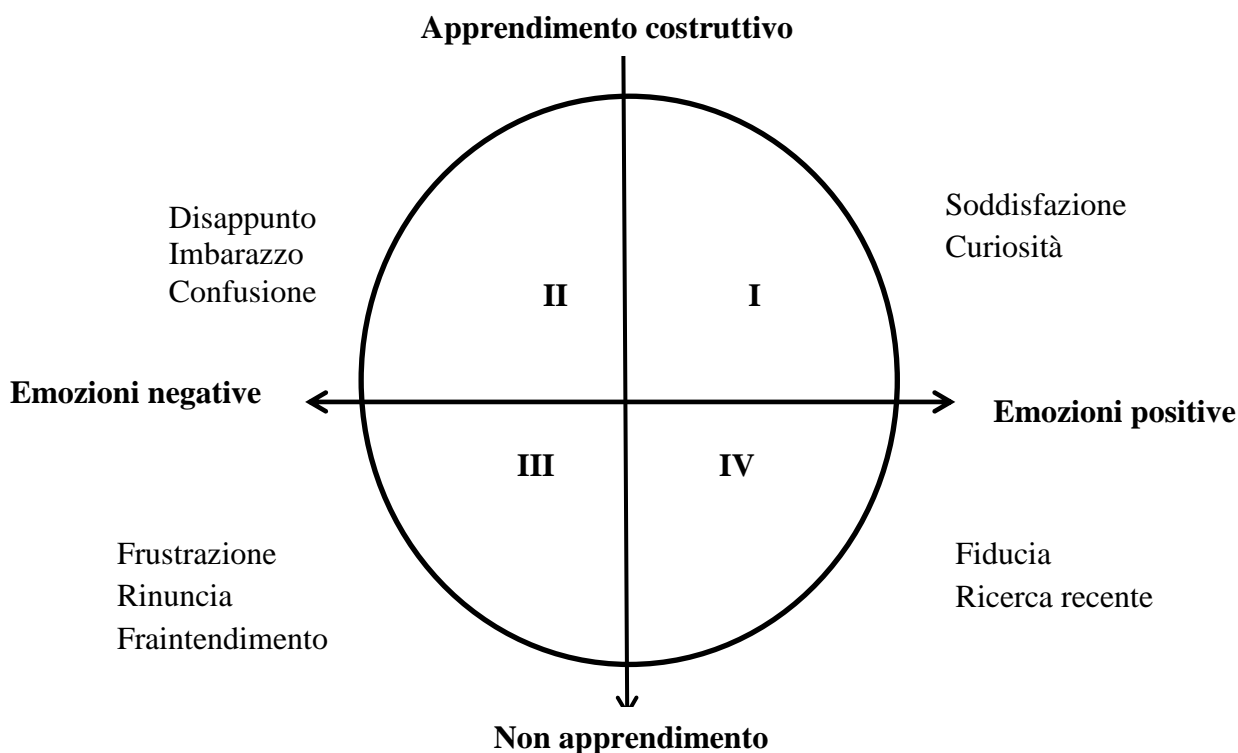 Apprendimento costruttivo
Disappunto
Imbarazzo
Confusione
Soddisfazione
Curiosità
II
I
Emozioni negative
Emozioni positive
III
IV
Frustrazione
Rinuncia
Fraintendimento
Fiducia
Ricerca recente
Non apprendimento